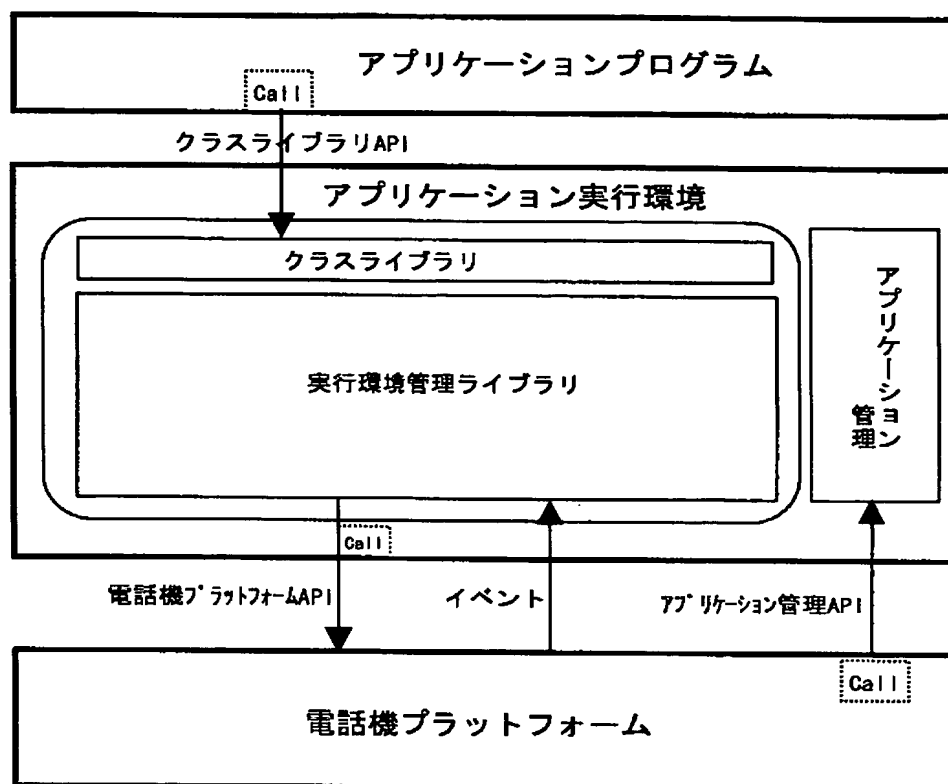 アプリケーションプログラム
Call
クラスライブラリAPI
アプリケーション実行環境
クラスライブラリ
アプリケーション
管理
実行環境管理ライブラリ
Call
電話機プラットフォームAPI
イベント
アプリケーション管理API
Call
電話機プラットフォーム